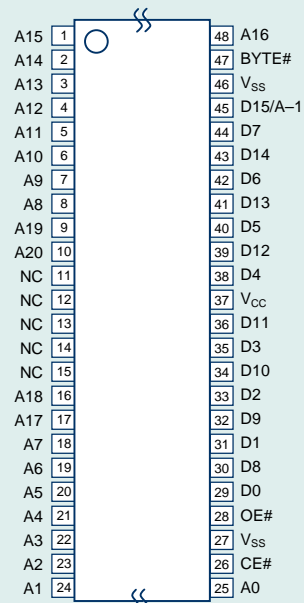 A15 1 48 A16
A14 2 47 BYTE#
A13 3 46 VSS
A12 4 45 D15/A–1
A11 5 44 D7
A10 6 43 D14
A9 7 42 D6
A8 8 41 D13
A19 9 40 D5
A20 10 39 D12
NC 11 38 D4
NC 12 37 VCC
NC 13 36 D11
NC 14 35 D3
NC 15 34 D10
A18 16 33 D2
A17 17 32 D9
A7 18 31 D1
A6 19 30 D8
A5 20 29 D0
A4 21 28 OE#
A3 22 27 VSS
A2 23 26 CE#
A1 24 25 A0